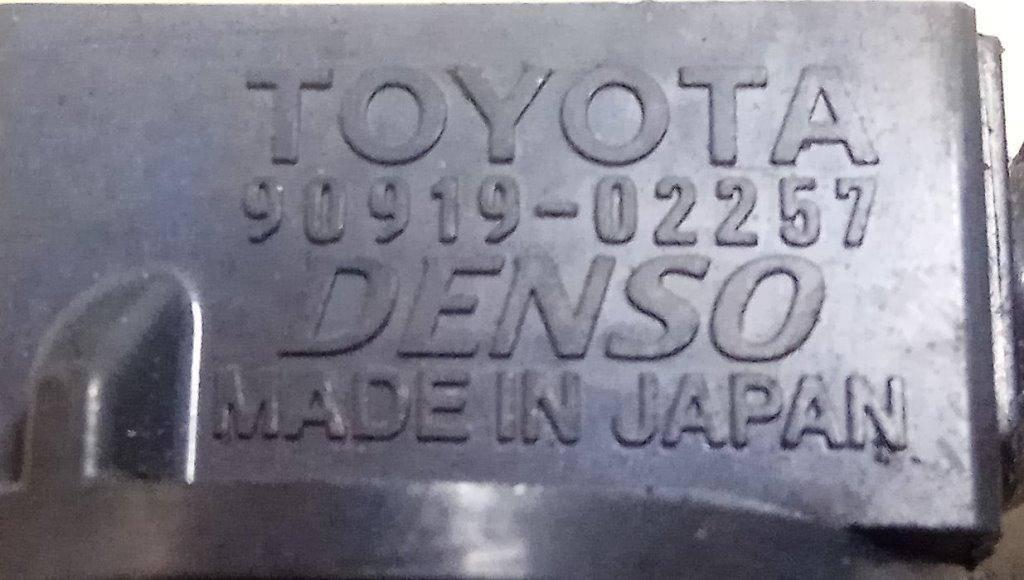 TOYOTA
90919-02257
DENSO
MADE IN JAPAN